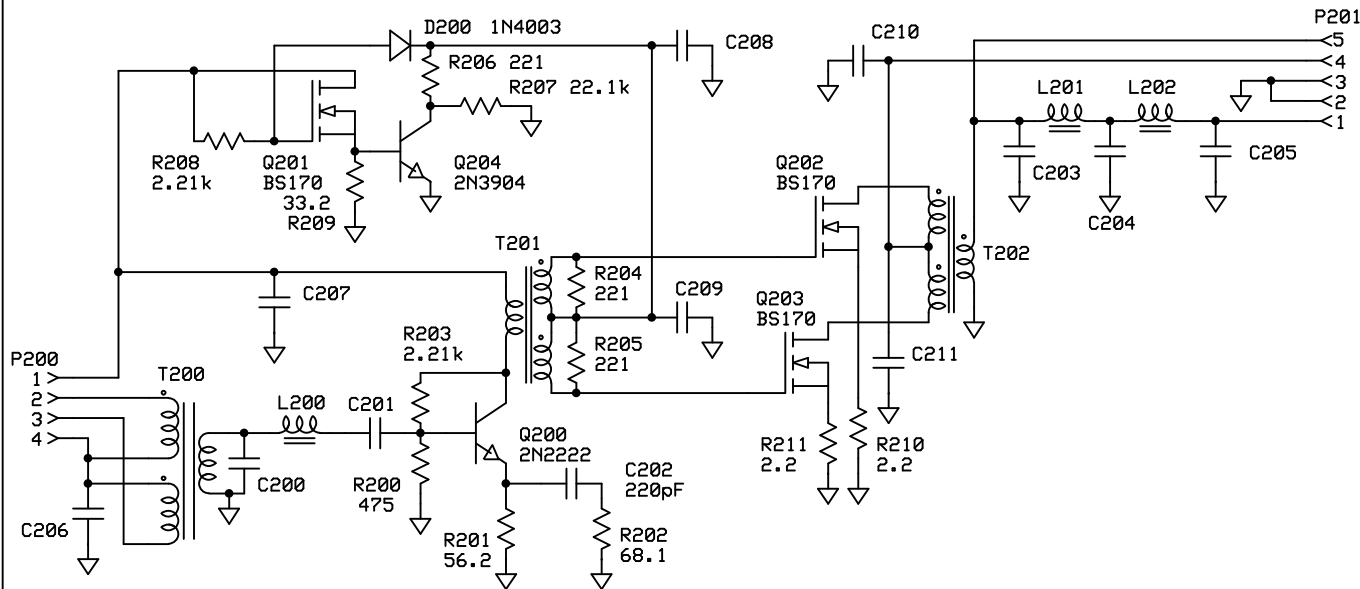 P201
D200 1N4003
C208
C210
5
4
3
2
1
R206 221
R207 22.1k
L201
L202
R208
2.21k
Q201
BS170
33.2
R209
Q204
2N3904
Q202
BS170
C203
C204
C205
T201
T202
R204
221
C209
Q203
BS170
C207
R203
2.21k
R205
221
C211
P200
1
2
3
4
T200
L200
C201
Q200
2N2222
R211
2.2
R210
2.2
C200
R200
475
C202
220pF
C206
R201
56.2
R202
68.1